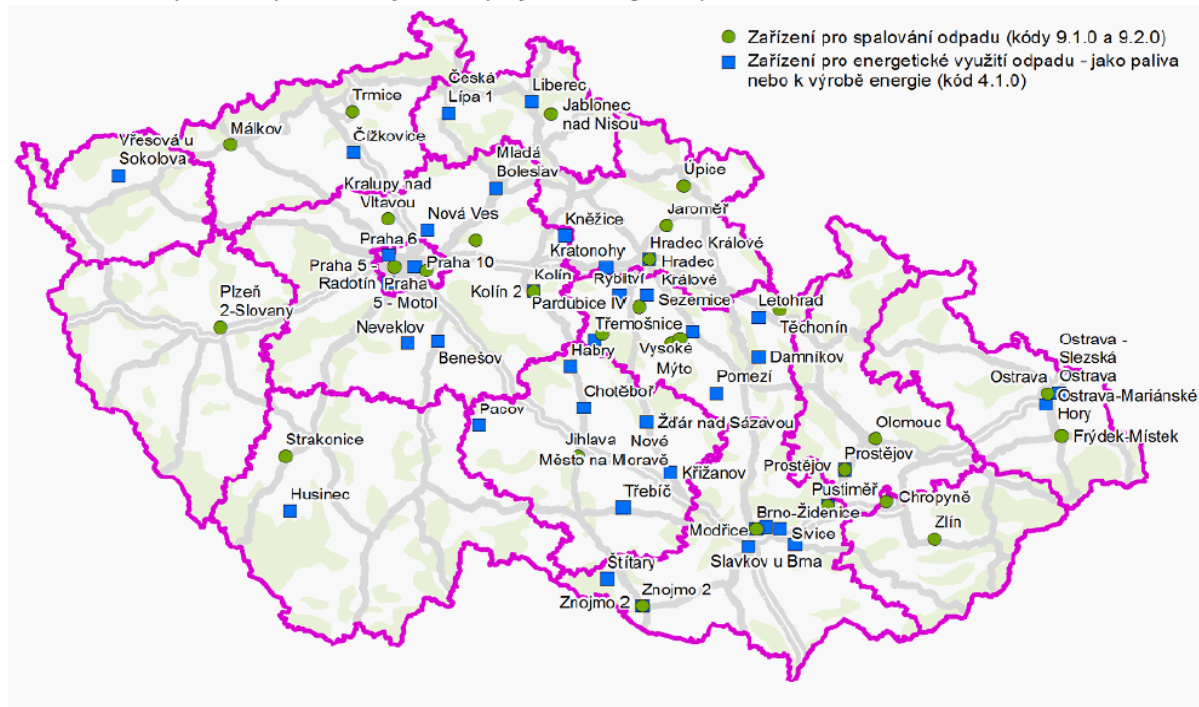 Zařízení pro spalování odpadu (kódy 9.1.0 a 9.2.0)
Zařízení pro energetické využití odpadu - jako paliva
nebo k výrobě energie (kód 4.1.0)
Česká
Lípa 1
Liberec
Trmice
Jablonec
nad Nisou
Málkov
Čížkovice
Vřesová u
Sokolova
Mladá
Boleslav
Úpice
Kralupy nad
Vltavou
Nová Ves
Jaroměř
Kněžice
Praha 6
Kratonohy
Hradec Králové
Praha 5 -
Radotín
Praha 10
Hradec
Králové
Kolín
Rybitví
Praha
5 - Motol
Kolín 2
Pardubice IV
Sezemice
Letohrad
Plzeň
2-Slovany
Těchonín
Neveklov
Třemošnice
Benešov
Habry
Vysoké
Mýto
Damníkov
Ostrava -
Slezská
Ostrava
Ostrava
Chotěboř
Pomezí
Ostrava-Mariánské
Hory
Pacov
Žďár nad Sázavou
Olomouc
Frýdek-Místek
Strakonice
Jihlava
Nové
Město na Moravě
Prostějov
Prostějov
Křižanov
Husinec
Třebíč
Pustiměř
Chropyně
Brno-Židenice
Modřice
Sivice
Zlín
Slavkov u Brna
Štítary
Znojmo 2
Znojmo 2